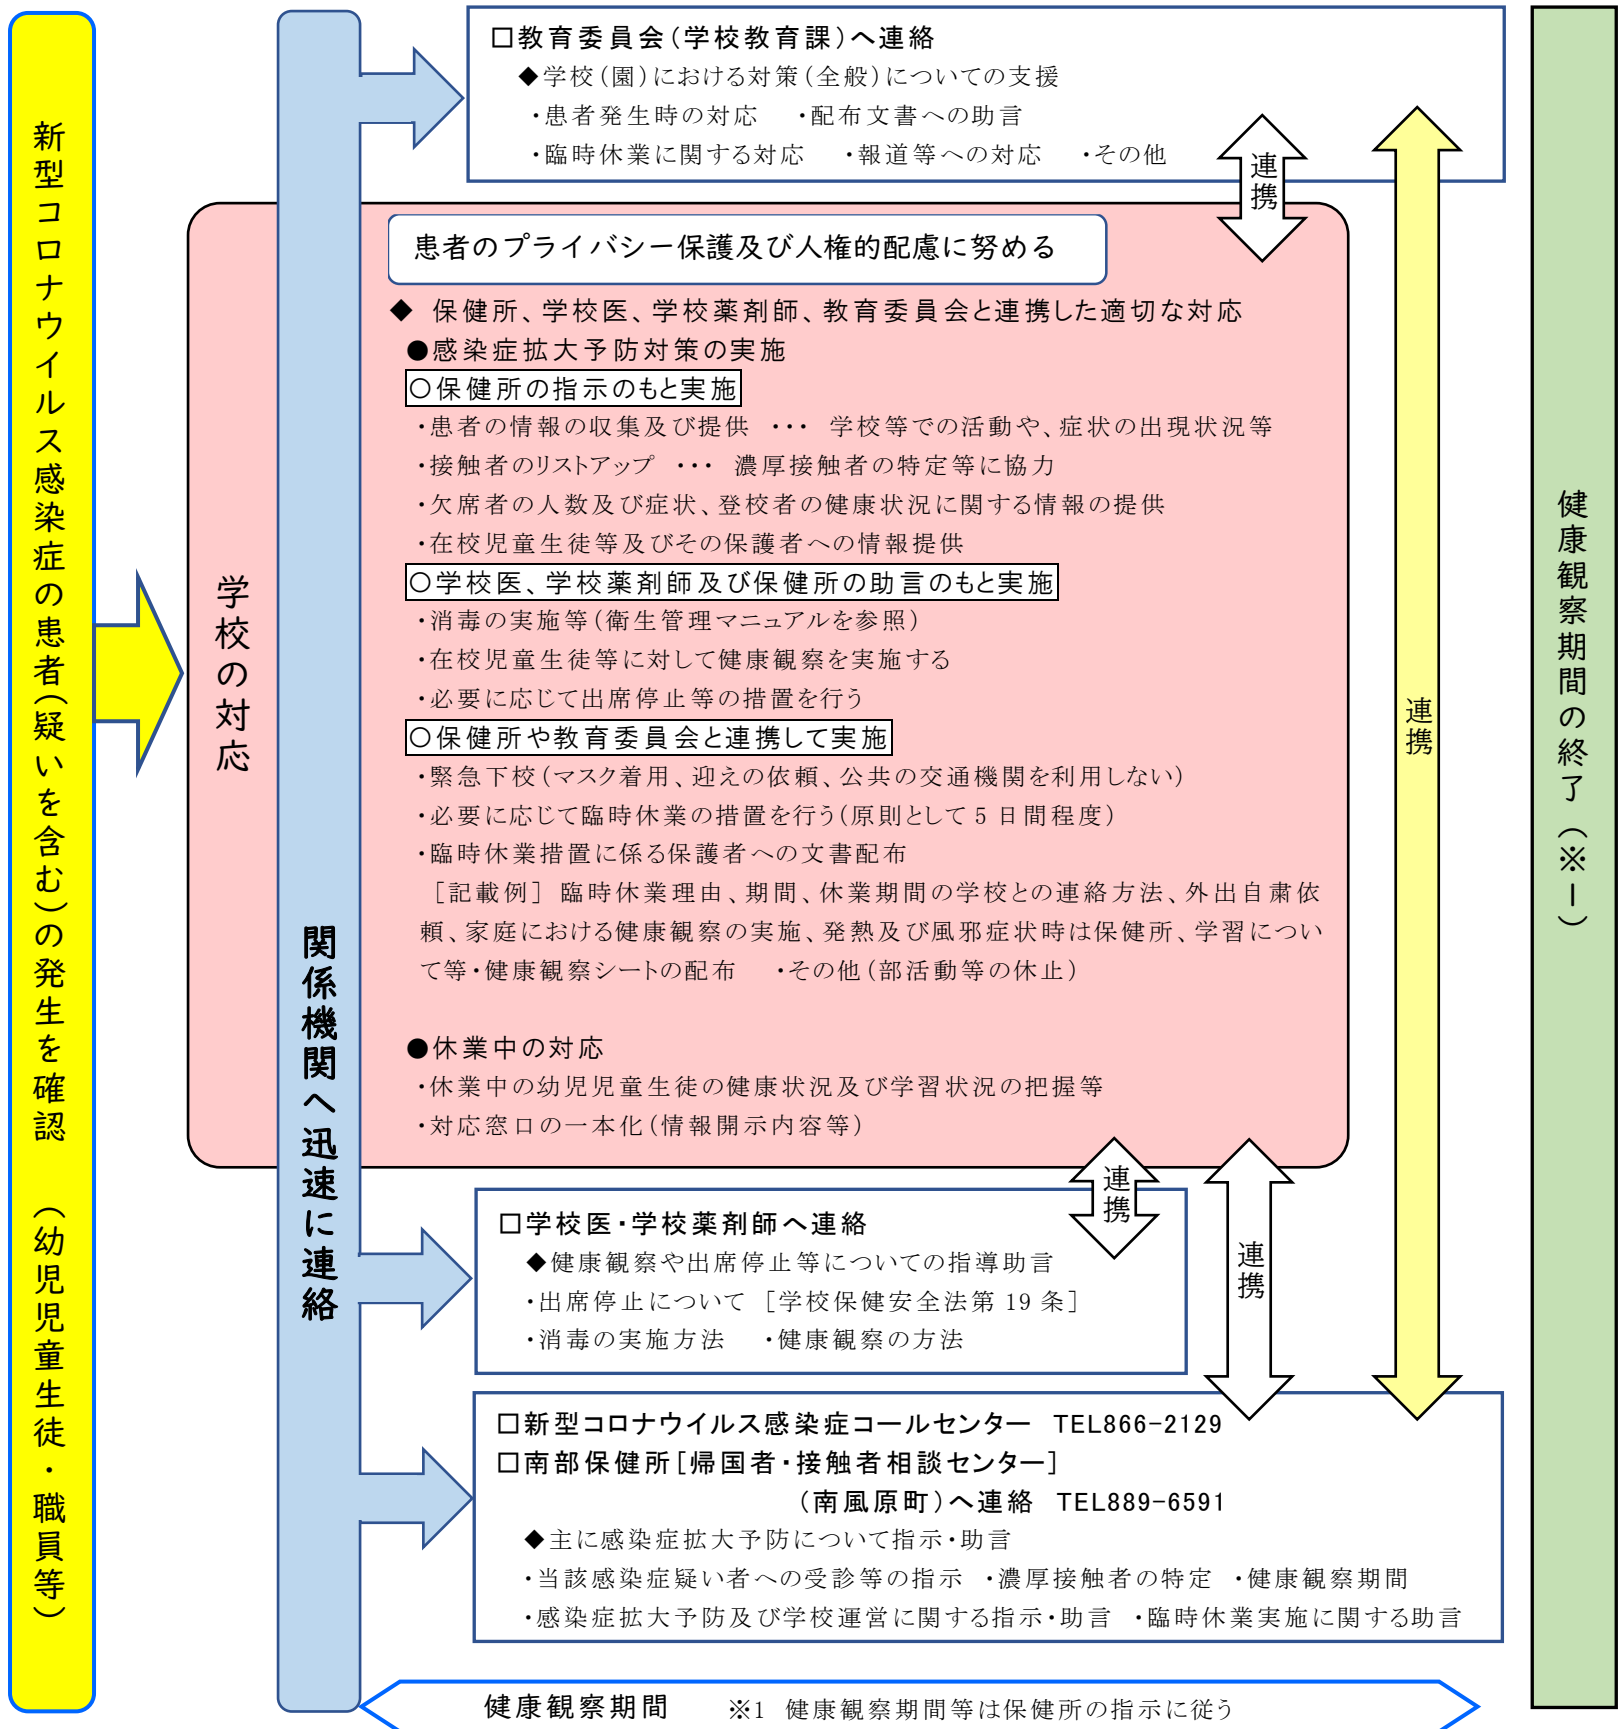 新型コロナウイルス感染症の患者(疑いを含む)の発生を確認　(幼児児童生徒・職員等)
学校の対応
関係機関へ迅速に連絡
□教育委員会(学校教育課)へ連絡
◆学校(園)における対策(全般)についての支援
・患者発生時の対応　・配布文書への助言
・臨時休業に関する対応　・報道等への対応　・その他
連携
患者のプライバシー保護及び人権的配慮に努める
◆　保健所、学校医、学校薬剤師、教育委員会と連携した適切な対応
●感染症拡大予防対策の実施
○保健所の指示のもと実施
・患者の情報の収集及び提供　･･･　学校等での活動や、症状の出現状況等
・接触者のリストアップ　･･･　濃厚接触者の特定等に協力
・欠席者の人数及び症状、登校者の健康状況に関する情報の提供
・在校児童生徒等及びその保護者への情報提供
○学校医、学校薬剤師及び保健所の助言のもと実施
・消毒の実施等(衛生管理マニュアルを参照)
・在校児童生徒等に対して健康観察を実施する
・必要に応じて出席停止等の措置を行う
○保健所や教育委員会と連携して実施
・緊急下校(マスク着用、迎えの依頼、公共の交通機関を利用しない)
・必要に応じて臨時休業の措置を行う(原則として 5 日間程度)
・臨時休業措置に係る保護者への文書配布
［記載例］臨時休業理由、期間、休業期間の学校との連絡方法、外出自粛依
頼、家庭における健康観察の実施、発熱及び風邪症状時は保健所、学習につい
て等・健康観察シートの配布　・その他(部活動等の休止)
●休業中の対応
・休業中の幼児児童生徒の健康状況及び学習状況の把握等
・対応窓口の一本化(情報開示内容等)
連携
□学校医・学校薬剤師へ連絡
◆健康観察や出席停止等についての指導助言
・出席停止について［学校保健安全法第 19 条］
・消毒の実施方法　・健康観察の方法
連携
□新型コロナウイルス感染症コールセンター　TEL866-2129
□南部保健所[帰国者・接触者相談センター]
(南風原町)へ連絡　TEL889-6591
◆主に感染症拡大予防について指示・助言
・当該感染症疑い者への受診等の指示　・濃厚接触者の特定　・健康観察期間
・感染症拡大予防及び学校運営に関する指示・助言　・臨時休業実施に関する助言
連携
健康観察期間　※1　健康観察期間等は保健所の指示に従う
健康観察期間の終了(※1)